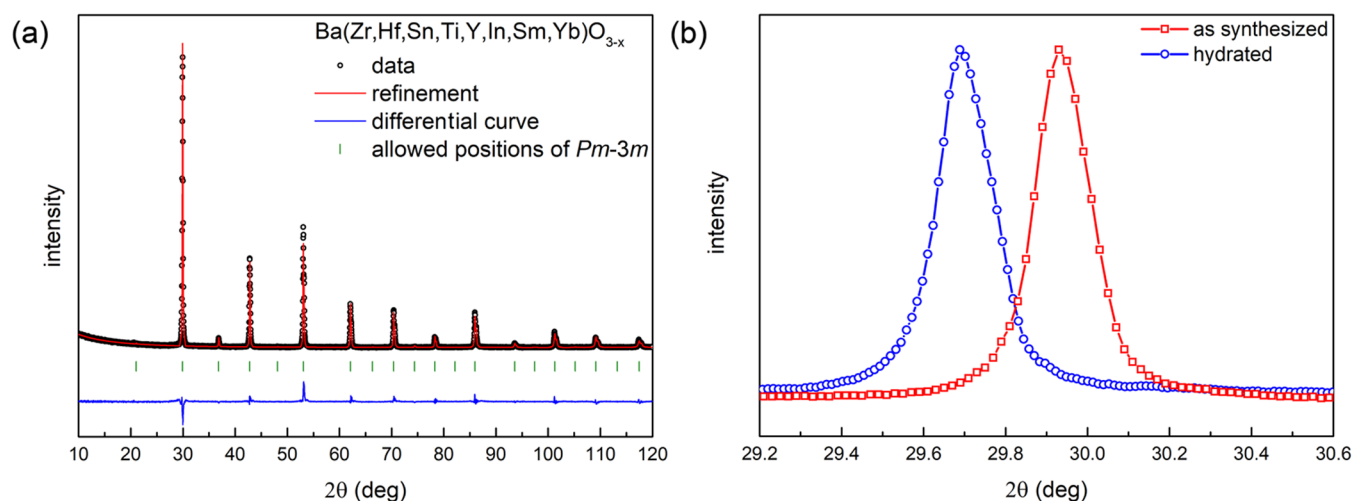 (a)
Ba(Zr,Hf,Sn,Ti,Y,In,Sm,Yb)O3-x
data
refinement
differential curve
allowed positions of Pm-3m
intensity
10 20 30 40 50 60 70 80 90 100 110 120
2θ (deg)
(b)
as synthesized
hydrated
intensity
29.2 29.4 29.6 29.8 30.0 30.2 30.4 30.6
2θ (deg)